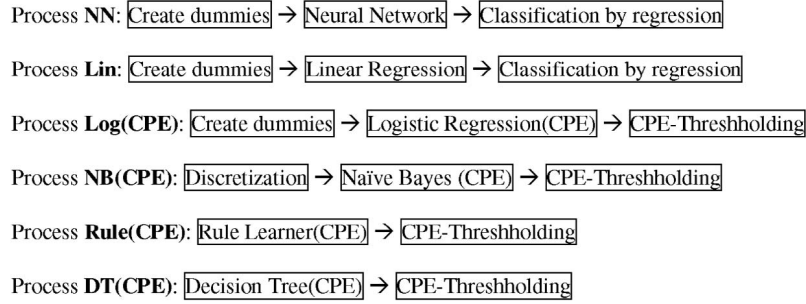 Process NN: Create dummies → Neural Network → Classification by regression
Process Lin: Create dummies → Linear Regression → Classification by regression
Process Log(CPE): Create dummies → Logistic Regression(CPE) → CPE-Threshholding
Process NB(CPE): Discretization → Naïve Bayes (CPE) → CPE-Threshholding
Process Rule(CPE): Rule Learner(CPE) → CPE-Threshholding
Process DT(CPE): Decision Tree(CPE) → CPE-Threshholding